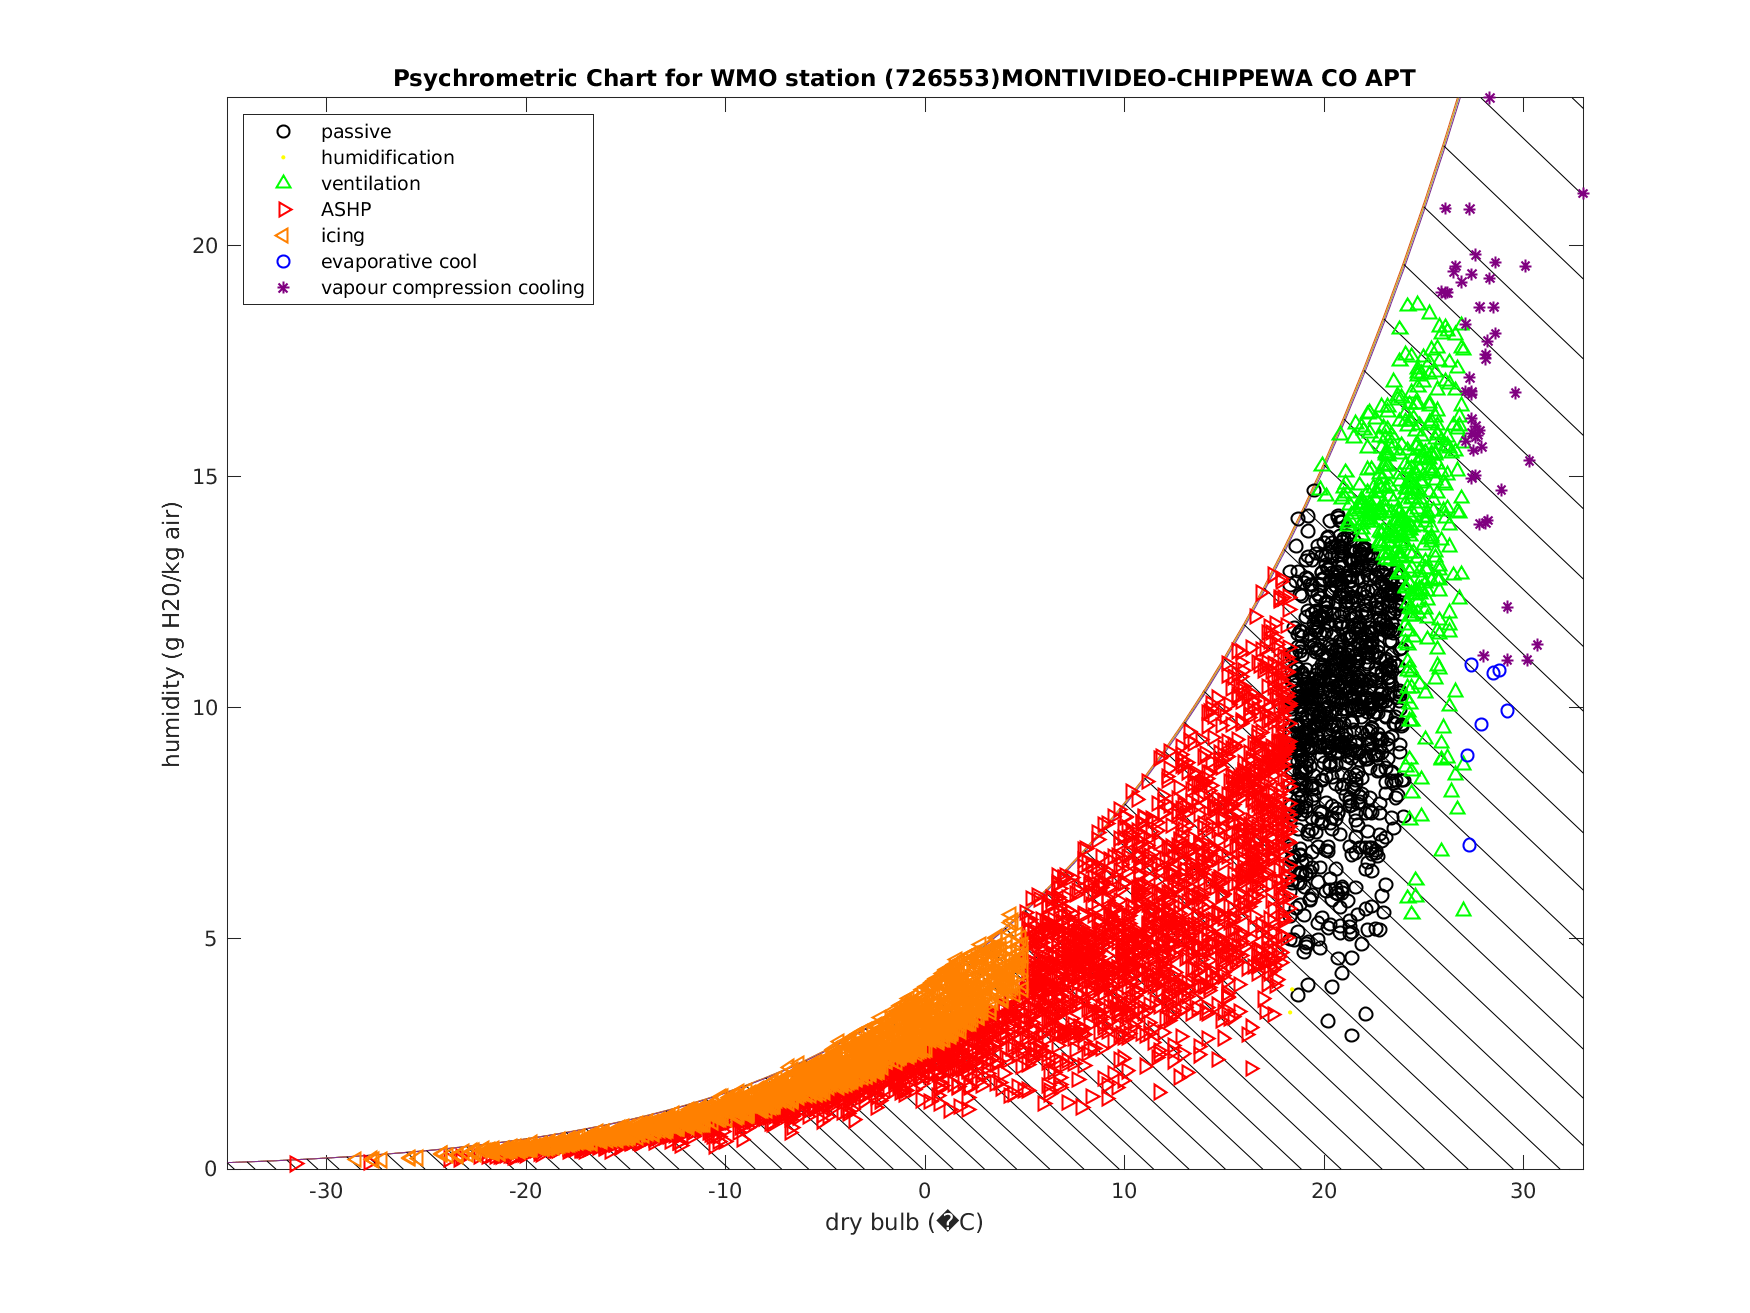 Psychrometric Chart for WMO station (726553)MONTIVIDEO-CHIPPEWA CO APT
passive
humidification
ventilation
ASHP
icing
evaporative cool
vapour compression cooling
humidity (g H20/kg air)
20
15
10
5
0
-30 -20 -10 0 10 20 30
dry bulb (�C)